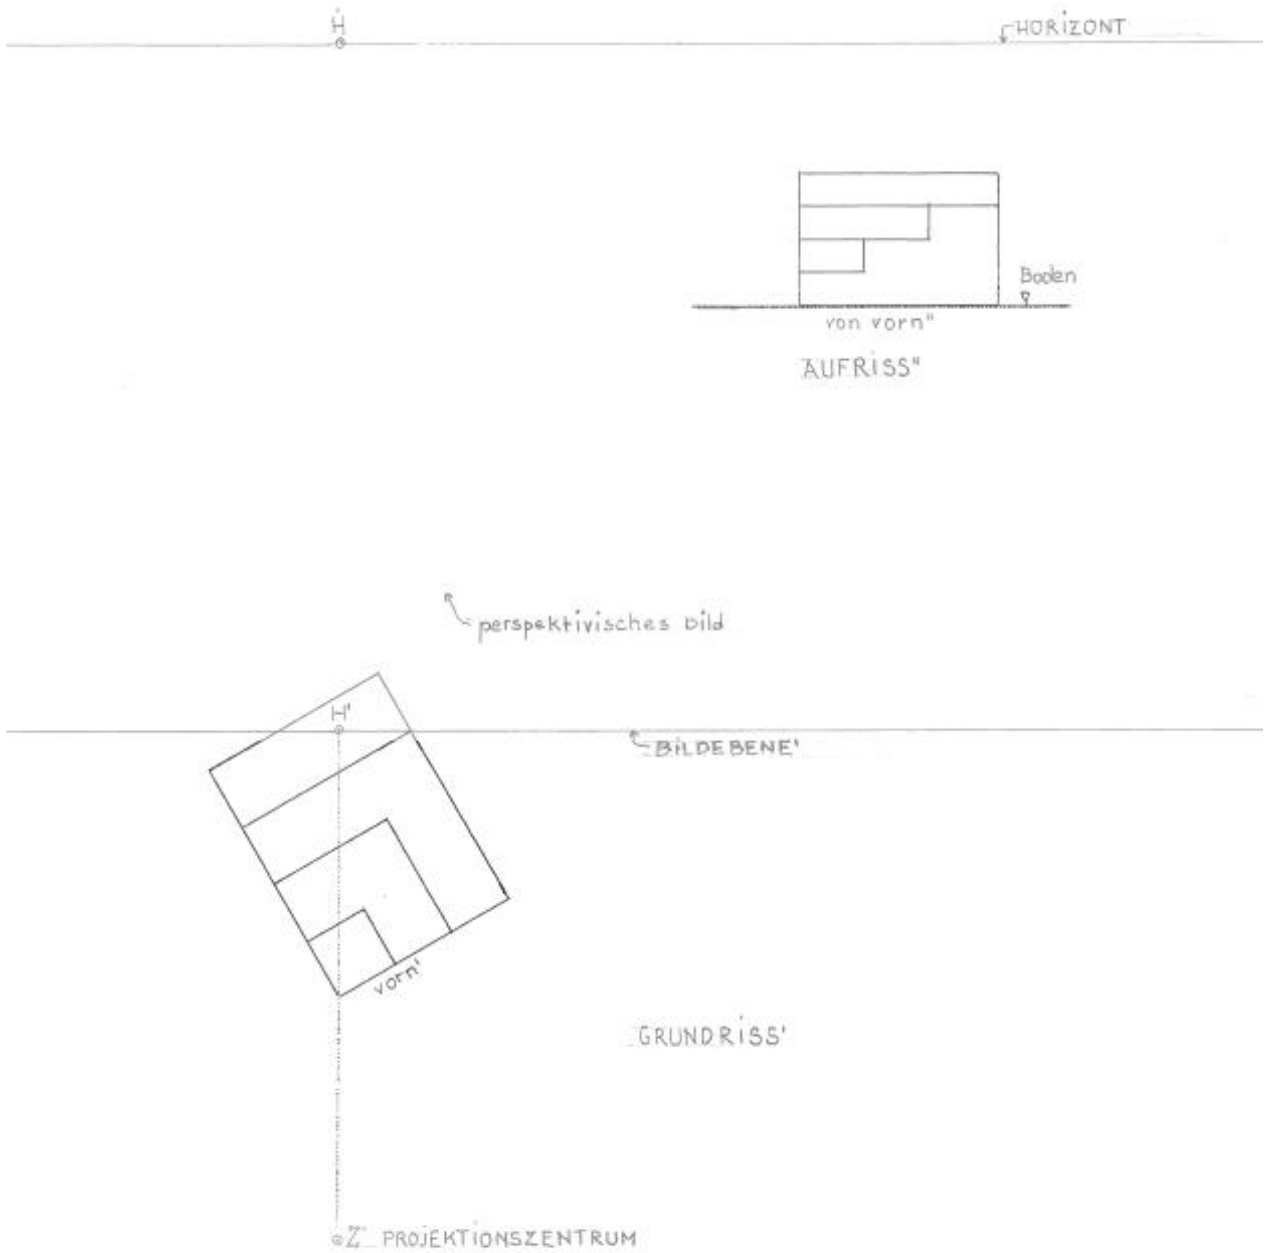 H
HORIZONT
Boden
von vorn"
AUFRISS"
perspektivisches bild
H'
BILDEBENE'
vorn'
GRUNDRISS'
Z' PROJEKTIONSZENTRUM